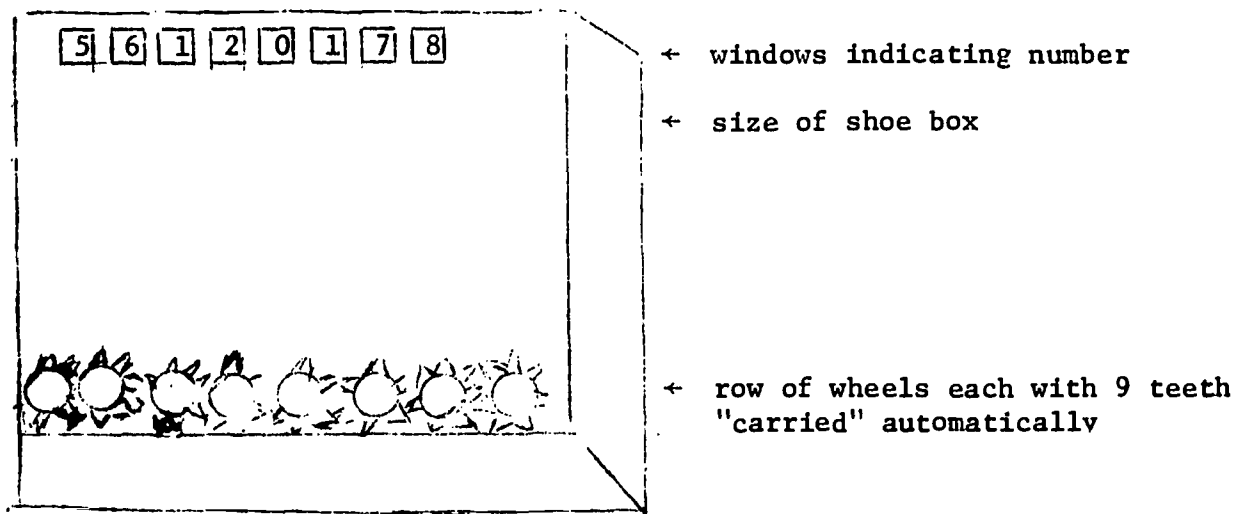 5 6 1 2 0 1 7 8
← windows indicating number
← size of shoe box
← row of wheels each with 9 teeth
"carried" automatically